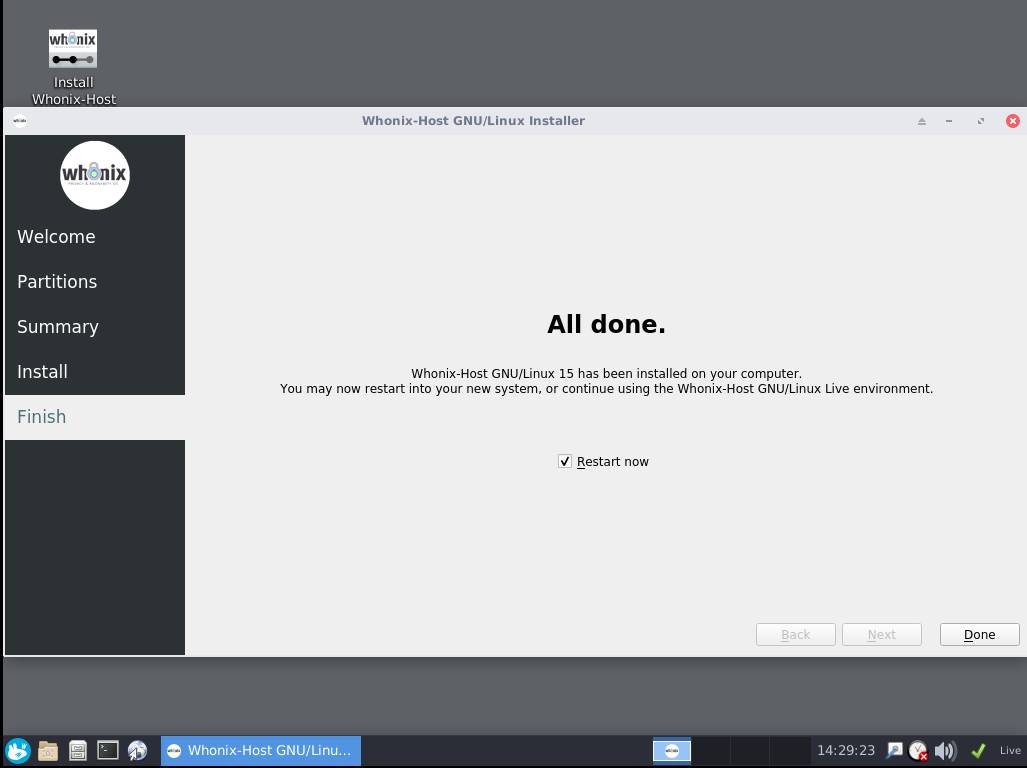 whonix
Install
Whonix-Host
Whonix-Host GNU/Linux Installer
whonix
PRIVACY & ANONYMITY OS
Welcome
Partitions
Summary
Install
Finish
All done.
Whonix-Host GNU/Linux 15 has been installed on your computer.
You may now restart into your new system, or continue using the Whonix-Host GNU/Linux Live environment.
Restart now
Back
Next
Done
Whonix-Host GNU/Linu...
14:29:23
Live